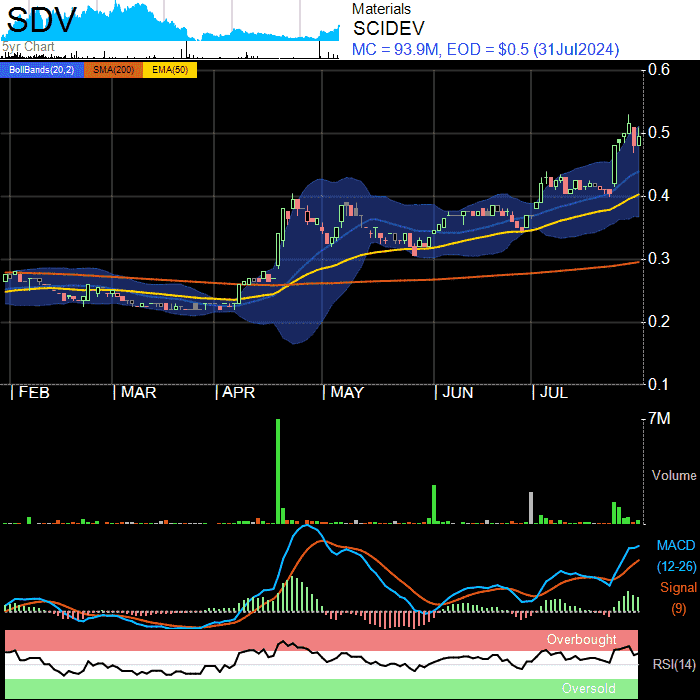 SDV
5yr Chart
Materials
SCIDEV
MC = 93.9M, EOD = $0.5 (31Jul2024)
BollBands(20,2) SMA(200) EMA(50)
0.6
0.5
0.4
0.3
0.2
0.1
FEB MAR APR MAY JUN JUL
7M
Volume
MACD
(12-26)
Signal
(9)
Overbought
RSI(14)
Oversold